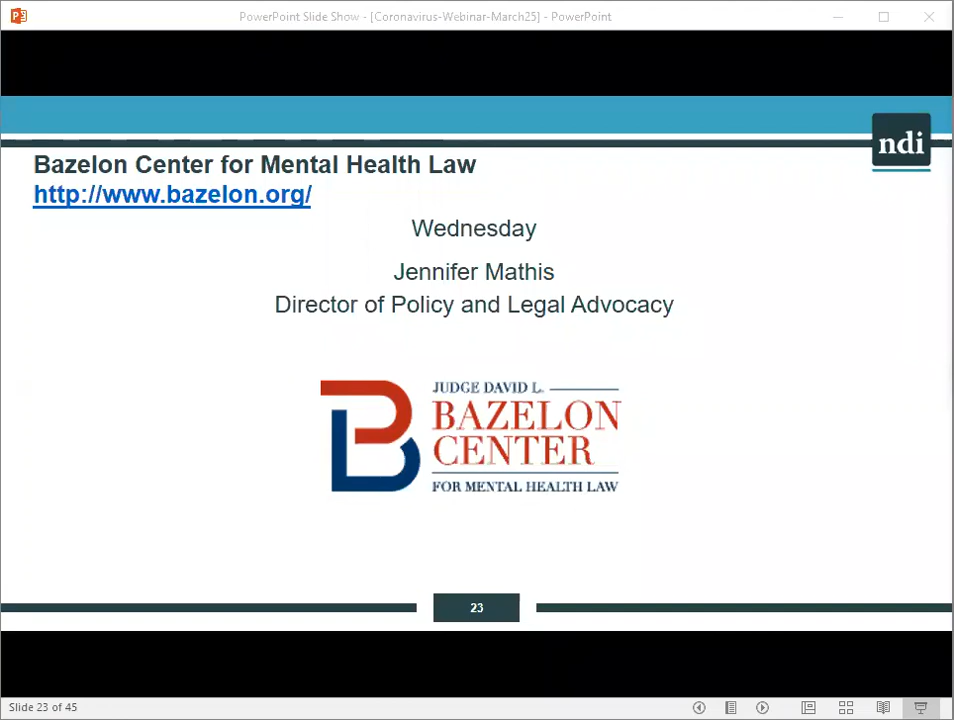 PowerPoint Slide Show - [Coronavirus-Webinar-March25] - PowerPoint
ndi
Bazelon Center for Mental Health Law
http://www.bazelon.org/
Wednesday
Jennifer Mathis
Director of Policy and Legal Advocacy
JUDGE DAVID L.
BAZELON
CENTER
FOR MENTAL HEALTH LAW
23
Slide 23 of 45